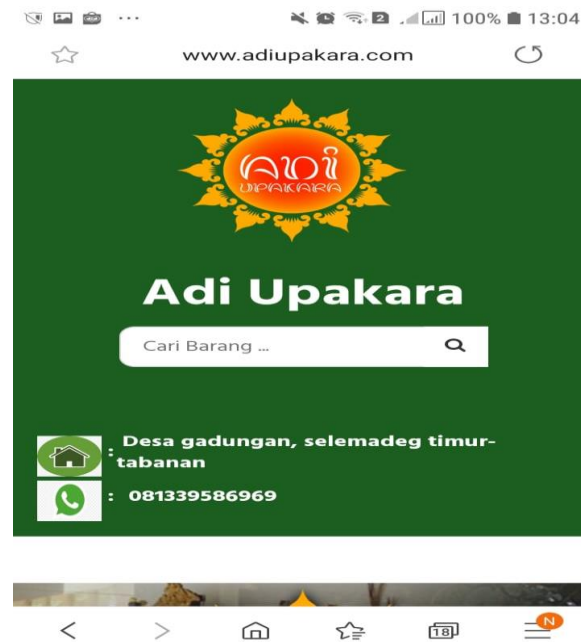 ... 2 100% 13:04
www.adiupakara.com
ADI
UPAKARA
Adi Upakara
Cari Barang ...
: Desa gadungan, selemadeg timur-
tabanan
: 081339586969
18 N